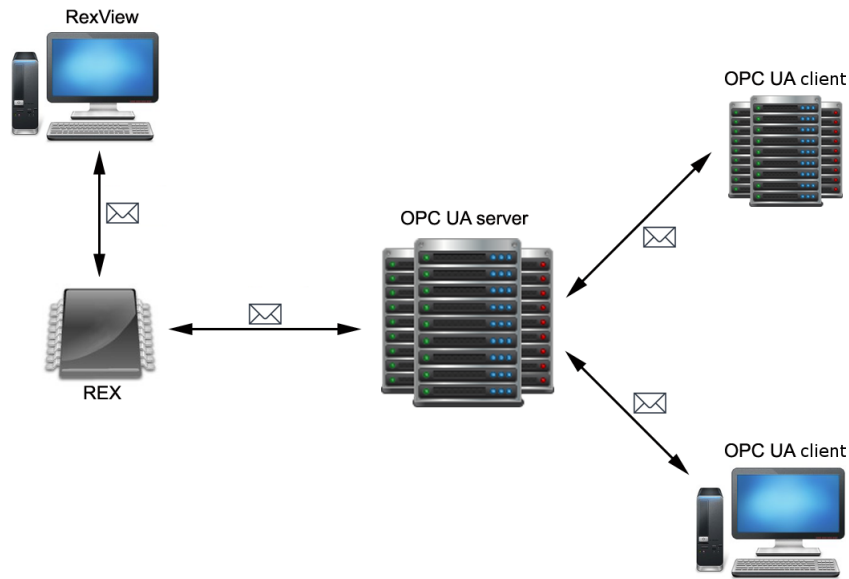 RexView
OPC UA client
OPC UA server
REX
OPC UA client